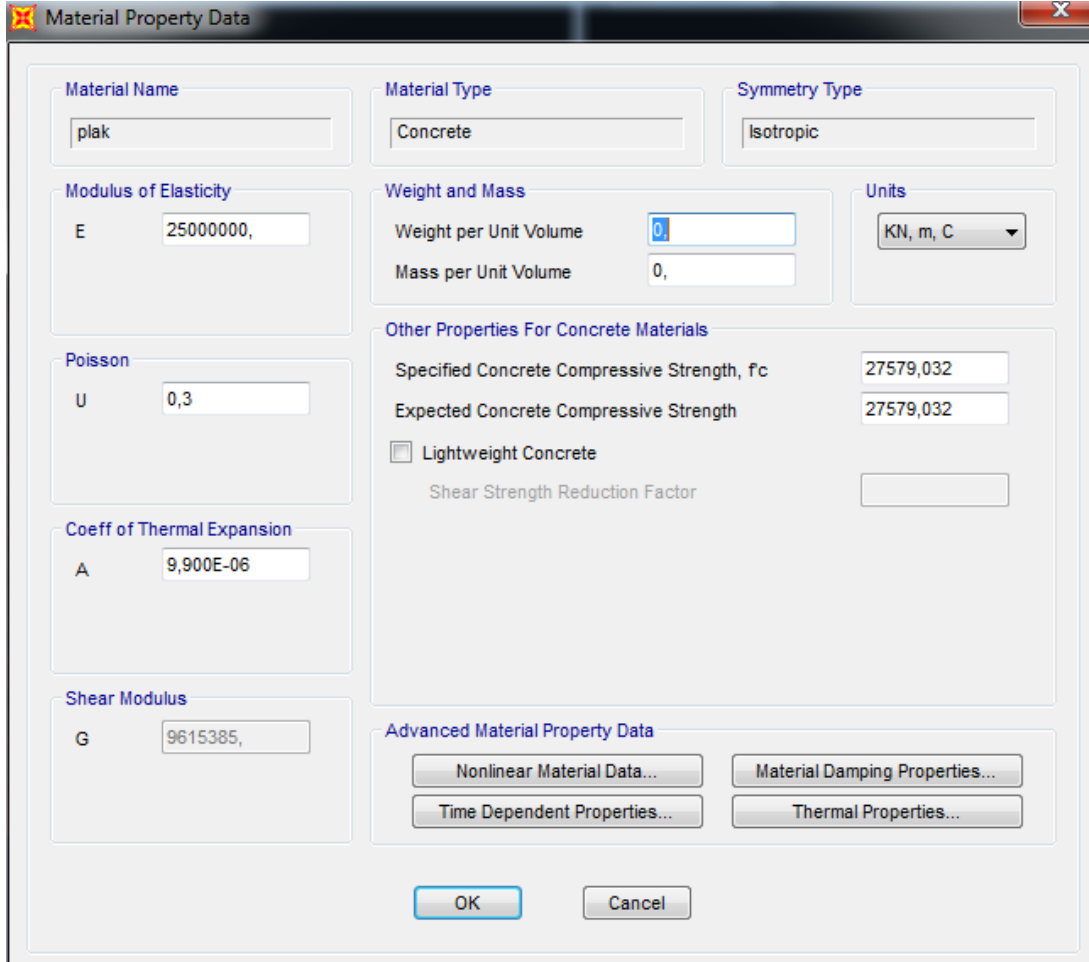 Material Property Data
Material Name
plak
Material Type
Concrete
Symmetry Type
Isotropic
Modulus of Elasticity
E 25000000,
Weight and Mass
Weight per Unit Volume 0,
Mass per Unit Volume 0,
Units
KN, m, C
Poisson
U 0,3
Other Properties For Concrete Materials
Specified Concrete Compressive Strength, f'c 27579,032
Expected Concrete Compressive Strength 27579,032
Lightweight Concrete
Shear Strength Reduction Factor
Coeff of Thermal Expansion
A 9,900E-06
Shear Modulus
G 9615385,
Advanced Material Property Data
Nonlinear Material Data... Material Damping Properties...
Time Dependent Properties... Thermal Properties...
OK Cancel